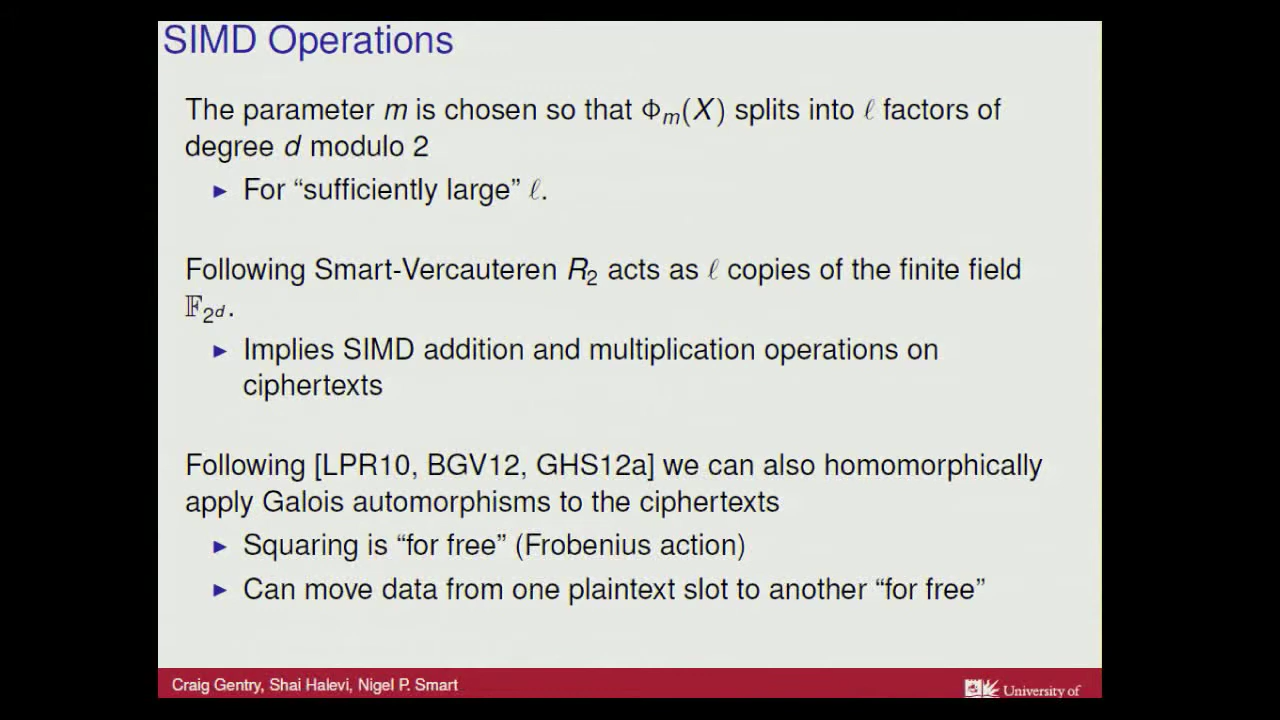 SIMD Operations
The parameter m is chosen so that Φₘ(X) splits into ℓ factors of
degree d modulo 2
► For “sufficiently large” ℓ.
Following Smart-Vercauteren R₂ acts as ℓ copies of the finite field
𝔽_{2^d}.
► Implies SIMD addition and multiplication operations on
ciphertexts
Following [LPR10, BGV12, GHS12a] we can also homomorphically
apply Galois automorphisms to the ciphertexts
► Squaring is “for free” (Frobenius action)
► Can move data from one plaintext slot to another “for free”
Craig Gentry, Shai Halevi, Nigel P. Smart
University of